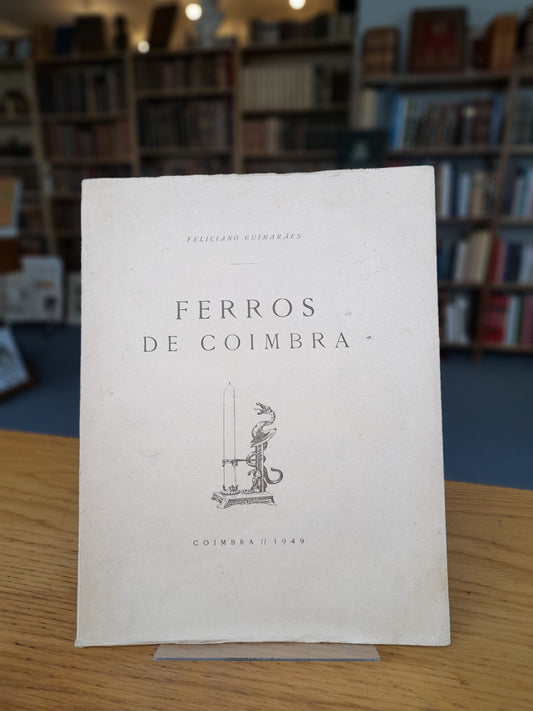 FELICIANO GUIMARÃES
FERROS
DE COIMBRA
COIMBRA // 1949